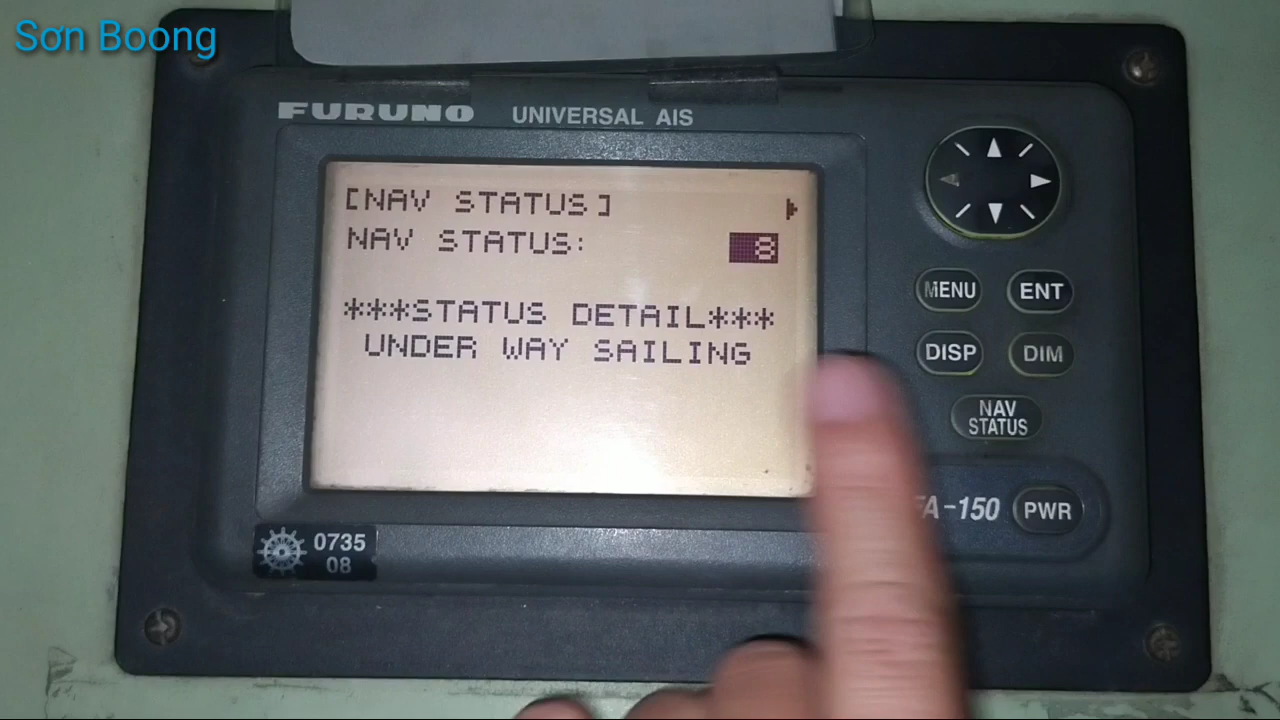 Sơn Boong
FURUNO UNIVERSAL AIS
[NAV STATUS]
NAV STATUS: 8
***STATUS DETAIL***
UNDER WAY SAILING
MENU ENT
DISP DIM
NAV
STATUS
FA-150 PWR
0735
08